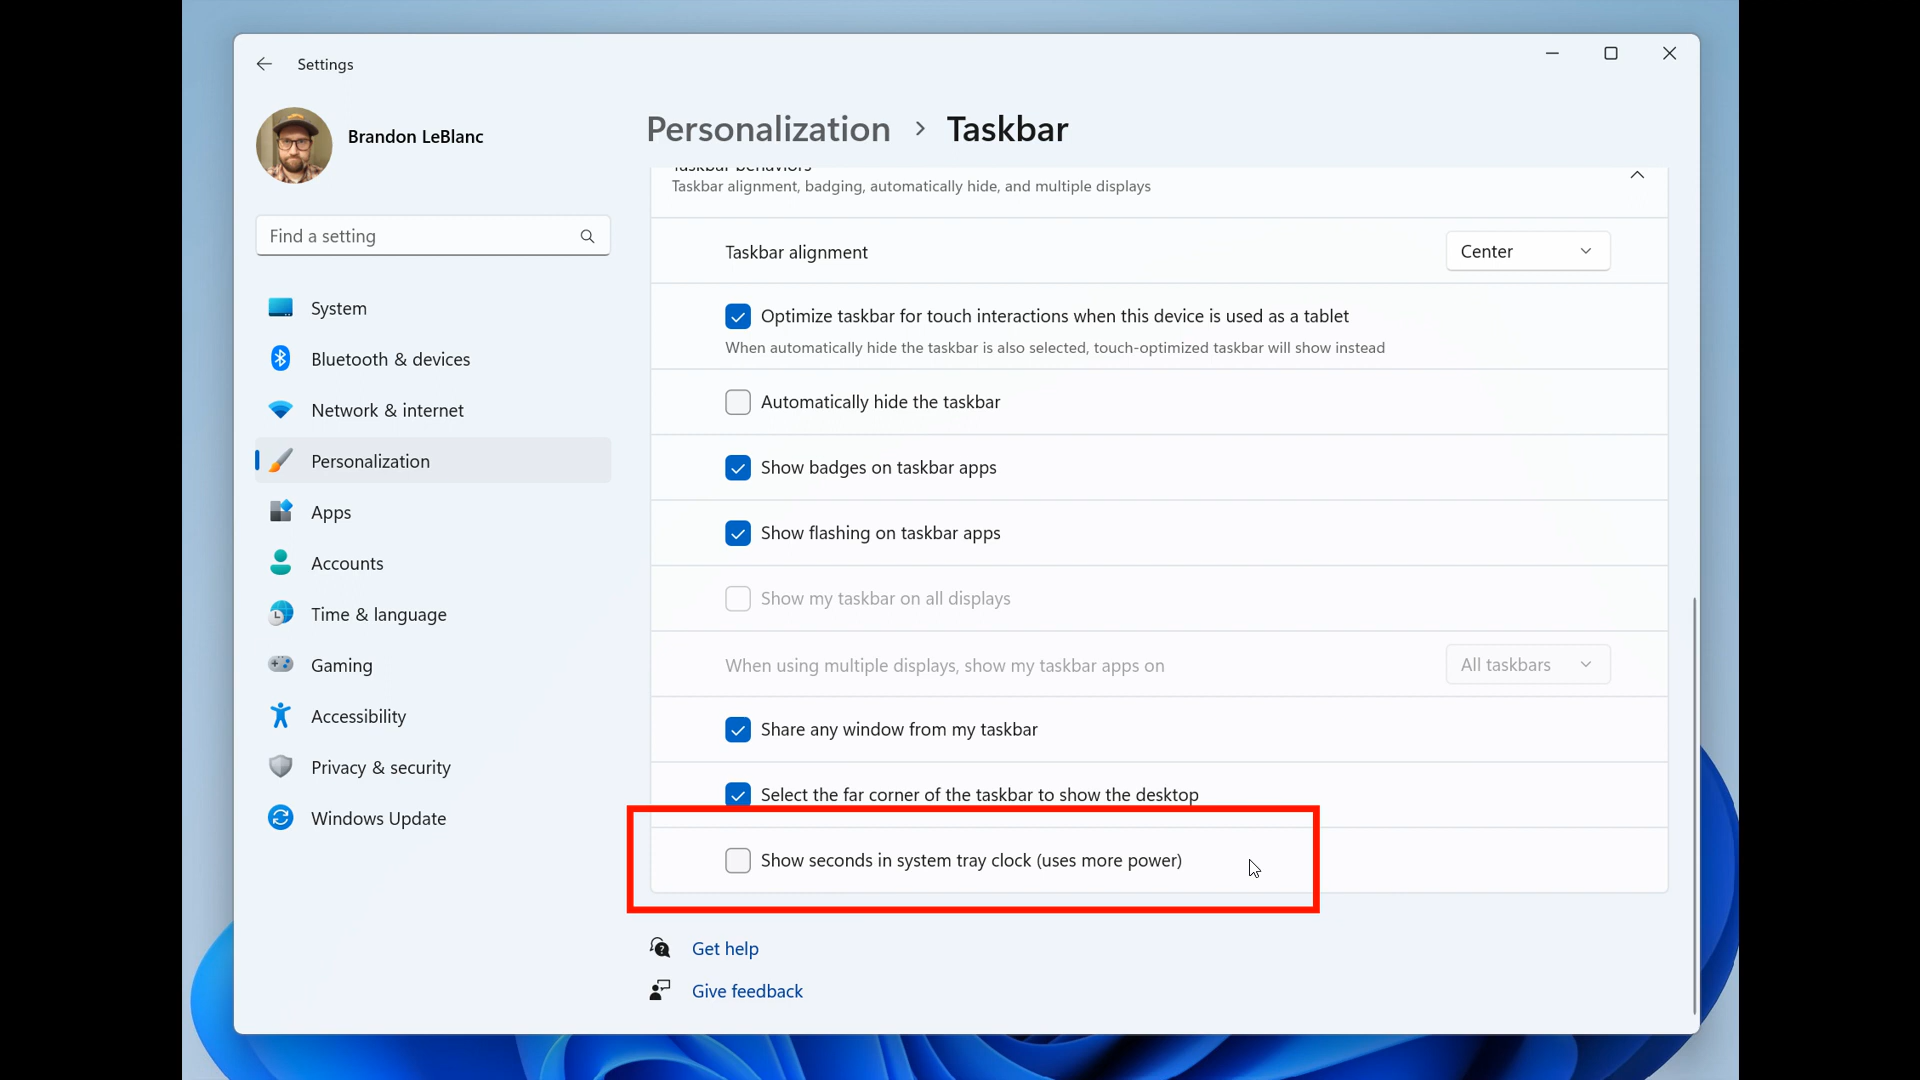 Settings
Brandon LeBlanc
Find a setting
System
Bluetooth & devices
Network & internet
Personalization
Apps
Accounts
Time & language
Gaming
Accessibility
Privacy & security
Windows Update
Personalization > Taskbar
Taskbar behaviors
Taskbar alignment, badging, automatically hide, and multiple displays
Taskbar alignment
Center
Optimize taskbar for touch interactions when this device is used as a tablet
When automatically hide the taskbar is also selected, touch-optimized taskbar will show instead
Automatically hide the taskbar
Show badges on taskbar apps
Show flashing on taskbar apps
Show my taskbar on all displays
When using multiple displays, show my taskbar apps on
All taskbars
Share any window from my taskbar
Select the far corner of the taskbar to show the desktop
Show seconds in system tray clock (uses more power)
Get help
Give feedback